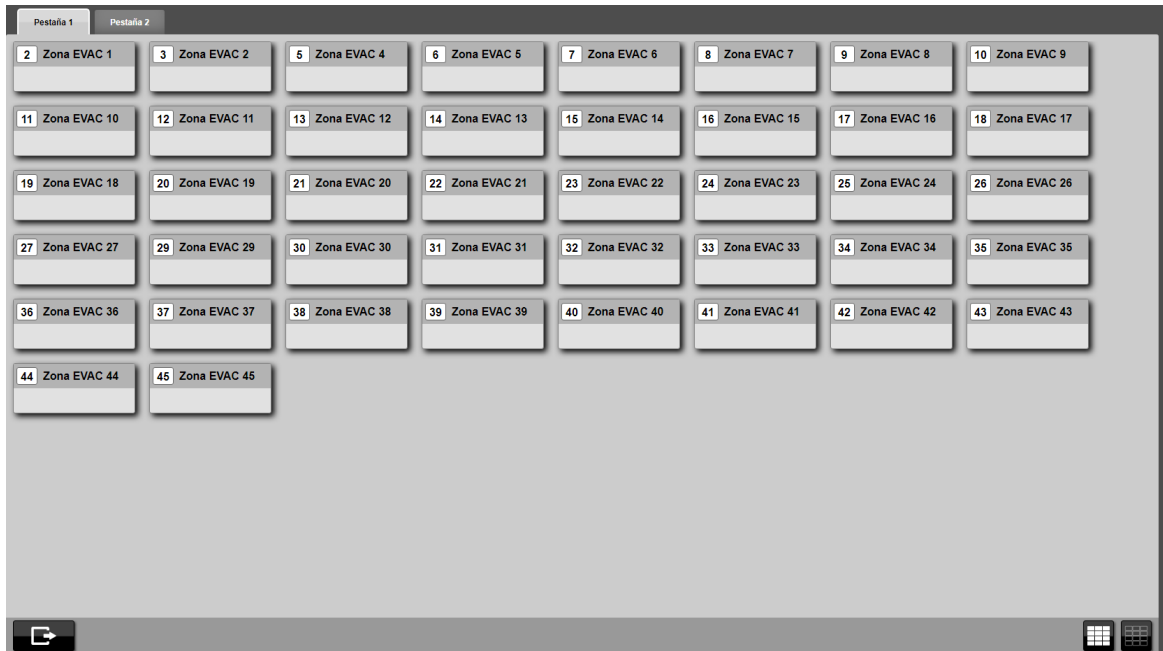 Pestaña 1 Pestaña 2
2 Zona EVAC 1 3 Zona EVAC 2 5 Zona EVAC 4 6 Zona EVAC 5 7 Zona EVAC 6 8 Zona EVAC 7 9 Zona EVAC 8 10 Zona EVAC 9
11 Zona EVAC 10 12 Zona EVAC 11 13 Zona EVAC 12 14 Zona EVAC 13 15 Zona EVAC 14 16 Zona EVAC 15 17 Zona EVAC 16 18 Zona EVAC 17
19 Zona EVAC 18 20 Zona EVAC 19 21 Zona EVAC 20 22 Zona EVAC 21 23 Zona EVAC 22 24 Zona EVAC 23 25 Zona EVAC 24 26 Zona EVAC 26
27 Zona EVAC 27 29 Zona EVAC 29 30 Zona EVAC 30 31 Zona EVAC 31 32 Zona EVAC 32 33 Zona EVAC 33 34 Zona EVAC 34 35 Zona EVAC 35
36 Zona EVAC 36 37 Zona EVAC 37 38 Zona EVAC 38 39 Zona EVAC 39 40 Zona EVAC 40 41 Zona EVAC 41 42 Zona EVAC 42 43 Zona EVAC 43
44 Zona EVAC 44 45 Zona EVAC 45